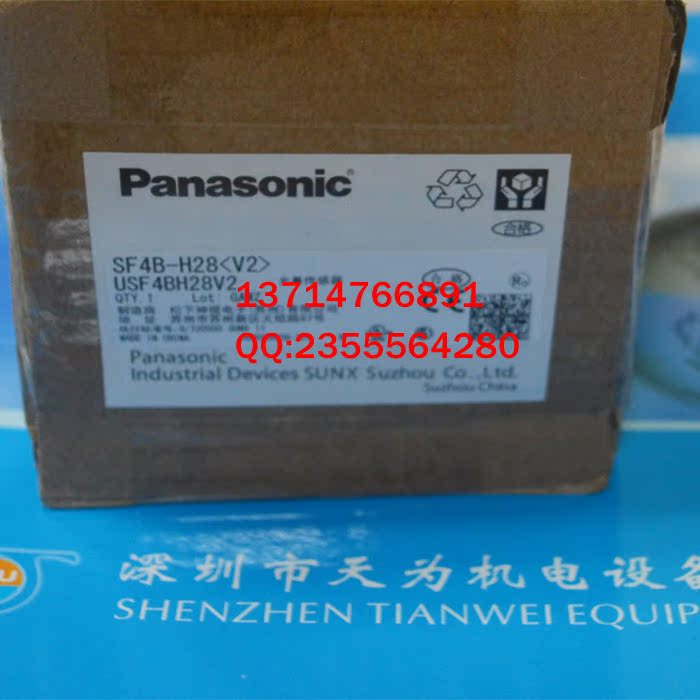 Panasonic
合格
SF4B-H28<V2>
USF4BH28V2
QTY. 1 Lot
13714766891
QQ:2355564280
MADE IN CHINA
Panasonic
Industrial Devices SUNX Suzhou Co.,Ltd.
Suzhou China
深圳市天为机电设备
SHENZHEN TIANWEI EQUIP